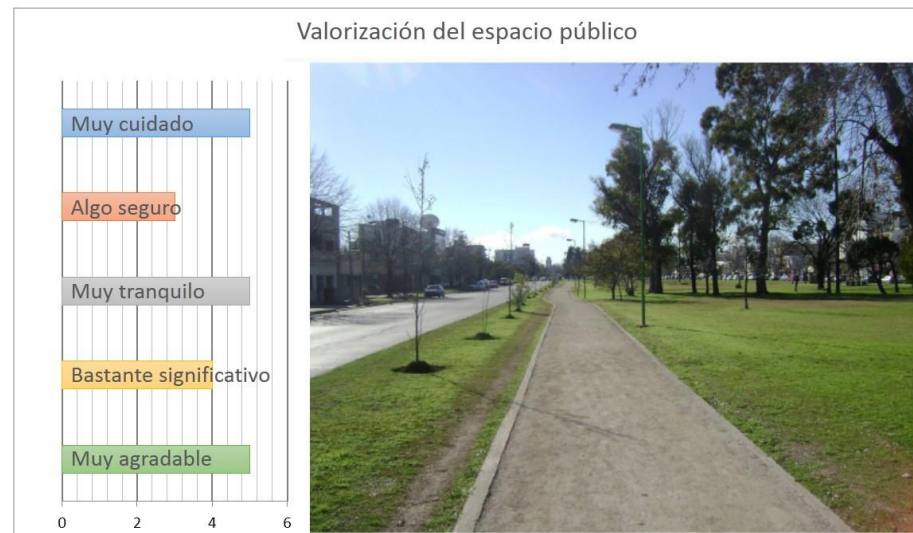 Valorización del espacio público
Muy cuidado
Algo seguro
Muy tranquilo
Bastante significativo
Muy agradable
0 2 4 6